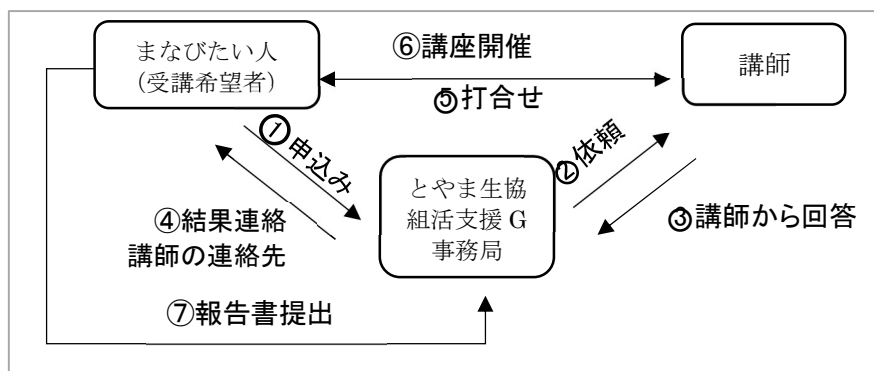 まなびたい人
(受講希望者)
⑥講座開催
⑤打合せ
講師
①申込み
②依頼
とやま生協
組活支援 G
事務局
③講師から回答
④結果連絡
講師の連絡先
⑦報告書提出